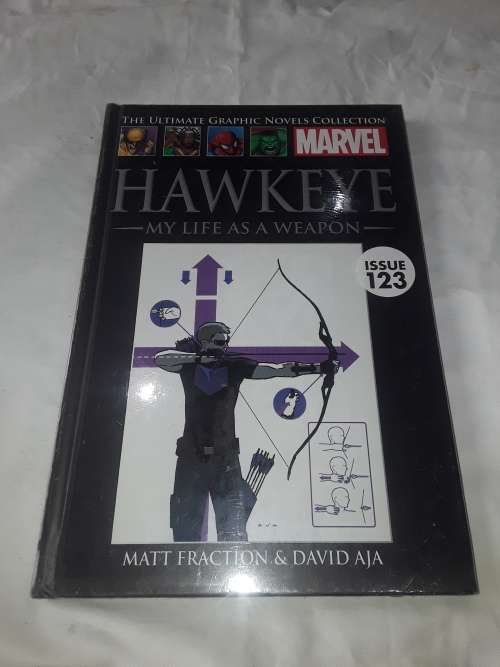 THE ULTIMATE GRAPHIC NOVELS COLLECTION
MARVEL
HAWKEYE
MY LIFE AS A WEAPON
ISSUE
123
MATT FRACTION & DAVID AJA